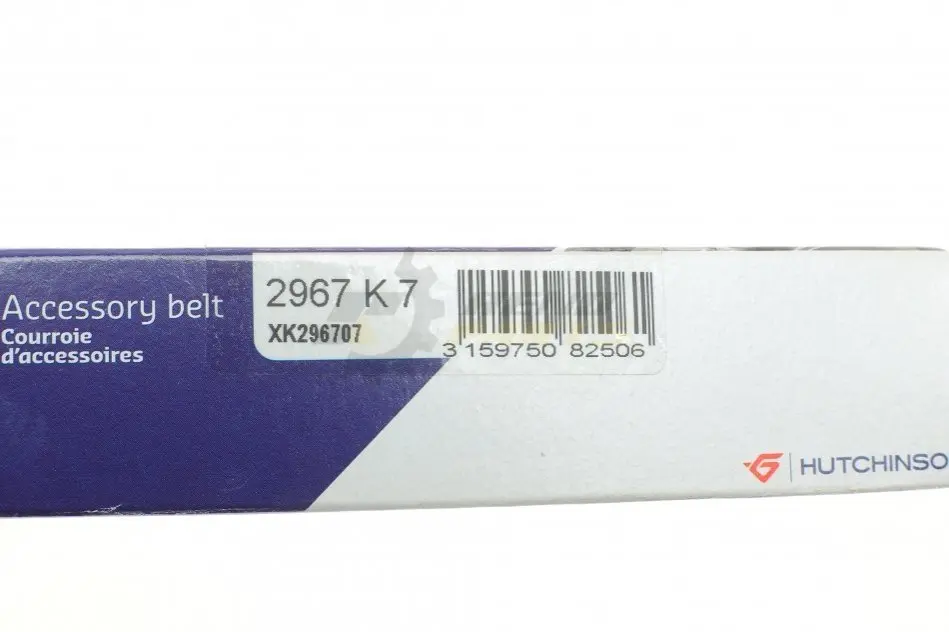 Accessory belt
Courroie
d'accessoires
2967 K 7
XK296707
3 159750 82506
HUTCHINSO